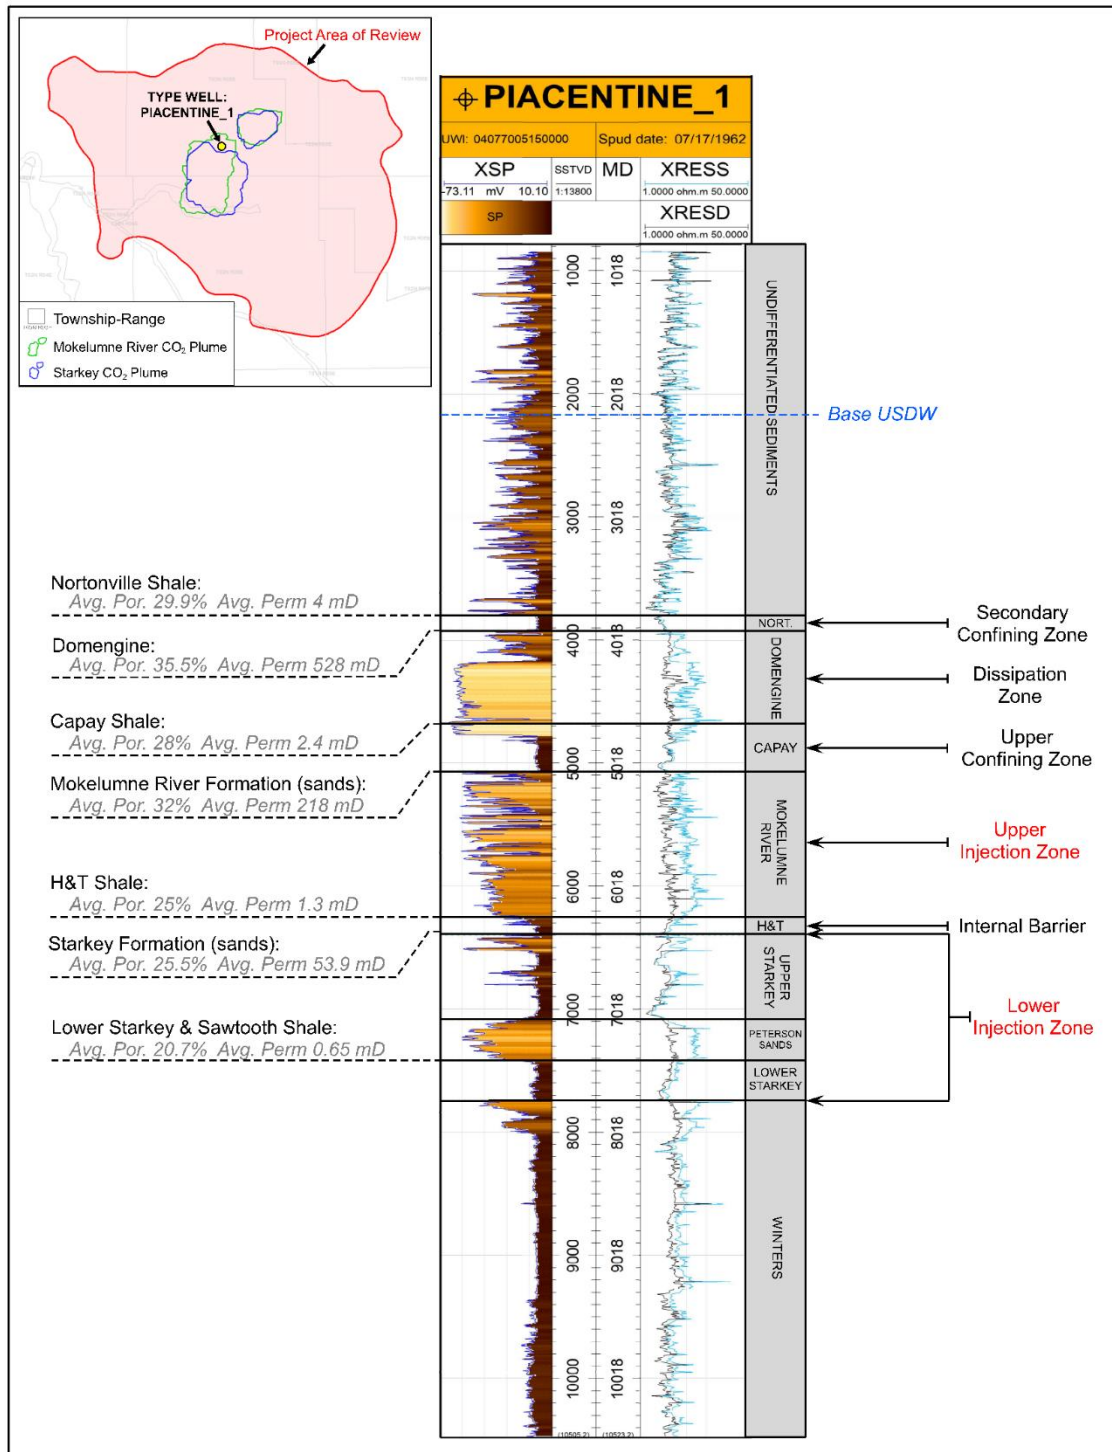 Project Area of Review
TYPE WELL:
PIACENTINE_1
Township-Range
Mokelumne River CO₂ Plume
Starkey CO₂ Plume
PIACENTINE_1
UWI: 04077005150000
Spud date: 07/17/1962
XSP
SSTVD
MD
XRESS
-73.11 mV 10.10
1:13800
1.0000 ohm.m 50.0000
SP
XRESD
1.0000 ohm.m 50.0000
1000
1018
UNDIFFERENTIATED SEDIMENTS
2000
2018
Base USDW
3000
3018
Nortonville Shale:
Avg. Por. 29.9% Avg. Perm 4 mD
NORT.
Secondary
Confining Zone
4000
4018
Domengine:
Avg. Por. 35.5% Avg. Perm 528 mD
DOMENGINE
Dissipation
Zone
Capay Shale:
Avg. Por. 28% Avg. Perm 2.4 mD
CAPAY
Upper
Confining Zone
5000
5018
Mokelumne River Formation (sands):
Avg. Por. 32% Avg. Perm 218 mD
MOKELUMNE
RIVER
Upper
Injection Zone
6000
6018
H&T Shale:
Avg. Por. 25% Avg. Perm 1.3 mD
H&T
Internal Barrier
Starkey Formation (sands):
Avg. Por. 25.5% Avg. Perm 53.9 mD
UPPER
STARKEY
7000
7018
Lower
Injection Zone
Lower Starkey & Sawtooth Shale:
Avg. Por. 20.7% Avg. Perm 0.65 mD
PETERSON
SANDS
LOWER
STARKEY
8000
8018
WINTERS
9000
9018
10000
10018
(10505.2)
(10523.2)